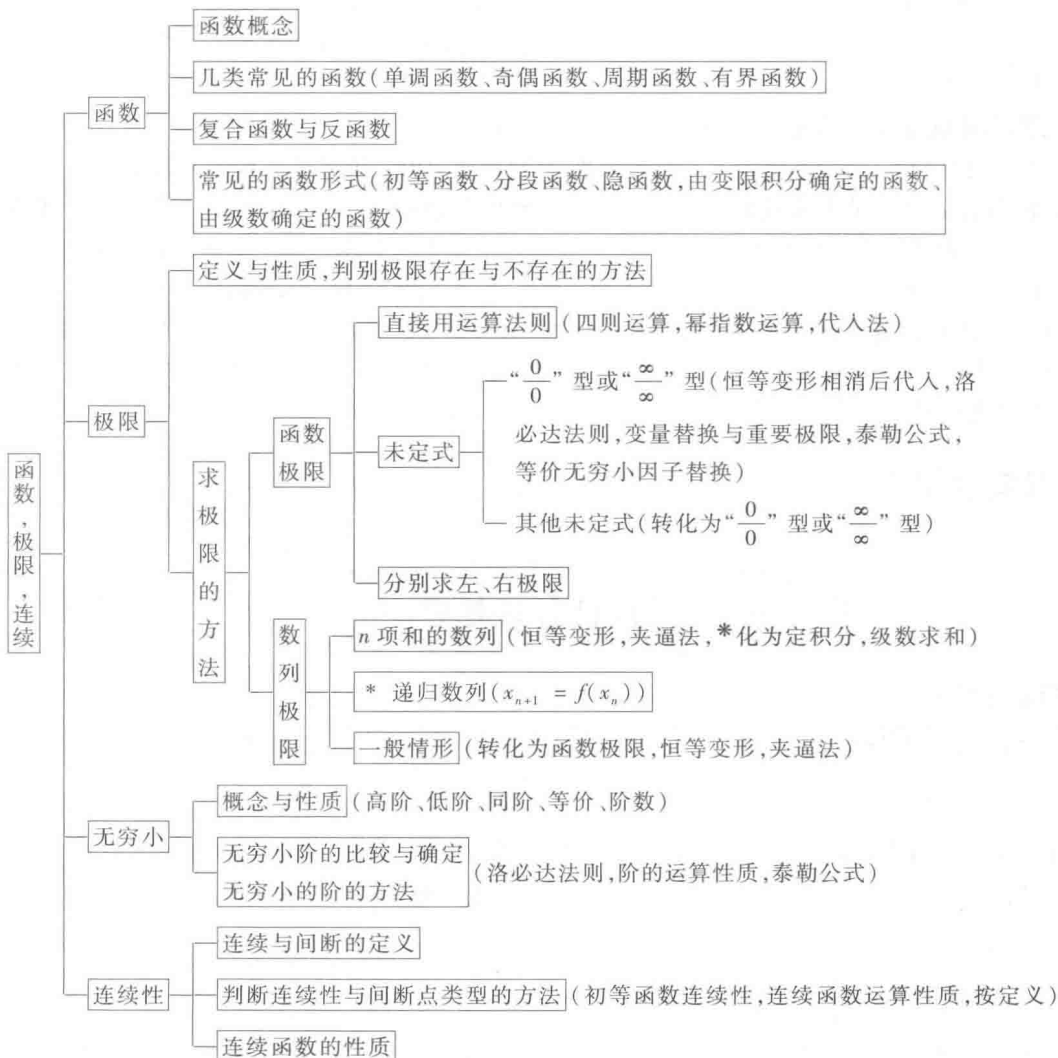 函数,极限,连续
函数
函数概念
几类常见的函数(单调函数、奇偶函数、周期函数、有界函数)
复合函数与反函数
常见的函数形式(初等函数、分段函数、隐函数,由变限积分确定的函数、
由级数确定的函数)
极限
定义与性质,判别极限存在与不存在的方法
求极限的方法
函数
极限
直接用运算法则(四则运算,幂指数运算,代入法)
未定式
“0/0”型或“∞/∞”型(恒等变形相消后代入,洛
必达法则,变量替换与重要极限,泰勒公式,
等价无穷小因子替换)
其他未定式(转化为“0/0”型或“∞/∞”型)
分别求左、右极限
数列极限
n 项和的数列(恒等变形,夹逼法,*化为定积分,级数求和)
* 递归数列(xₙ₊₁ = f(xₙ))
一般情形(转化为函数极限,恒等变形,夹逼法)
无穷小
概念与性质(高阶、低阶、同阶、等价、阶数)
无穷小阶的比较与确定
无穷小的阶的方法
(洛必达法则,阶的运算性质,泰勒公式)
连续性
连续与间断的定义
判断连续性与间断点类型的方法(初等函数连续性,连续函数运算性质,按定义)
连续函数的性质